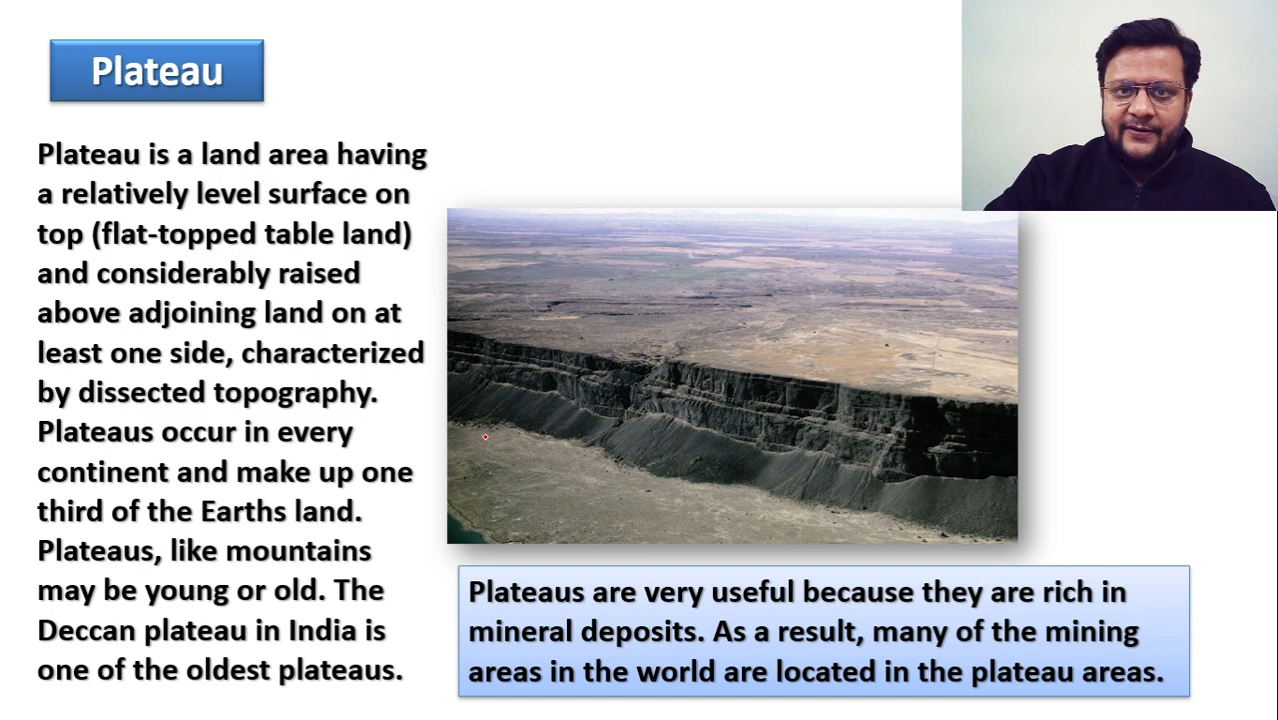 Plateau
Plateau is a land area having
a relatively level surface on
top (flat-topped table land)
and considerably raised
above adjoining land on at
least one side, characterized
by dissected topography.
Plateaus occur in every
continent and make up one
third of the Earths land.
Plateaus, like mountains
may be young or old. The
Deccan plateau in India is
one of the oldest plateaus.
Plateaus are very useful because they are rich in
mineral deposits. As a result, many of the mining
areas in the world are located in the plateau areas.